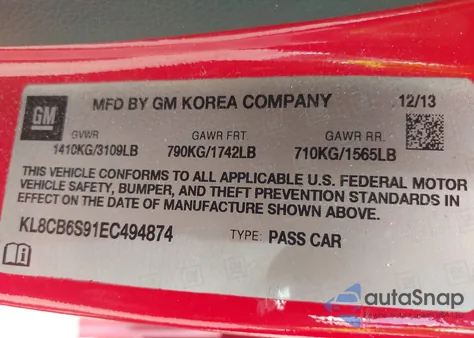 GM MFD BY GM KOREA COMPANY 12/13
GVWR GAWR FRT. GAWR RR.
1410KG/3109LB 790KG/1742LB 710KG/1565LB
THIS VEHICLE CONFORMS TO ALL APPLICABLE U.S. FEDERAL MOTOR
VEHICLE SAFETY, BUMPER, AND THEFT PREVENTION STANDARDS IN
EFFECT ON THE DATE OF MANUFACTURE SHOWN ABOVE.
KL8CB6S91EC494874 TYPE: PASS CAR
autoSnap